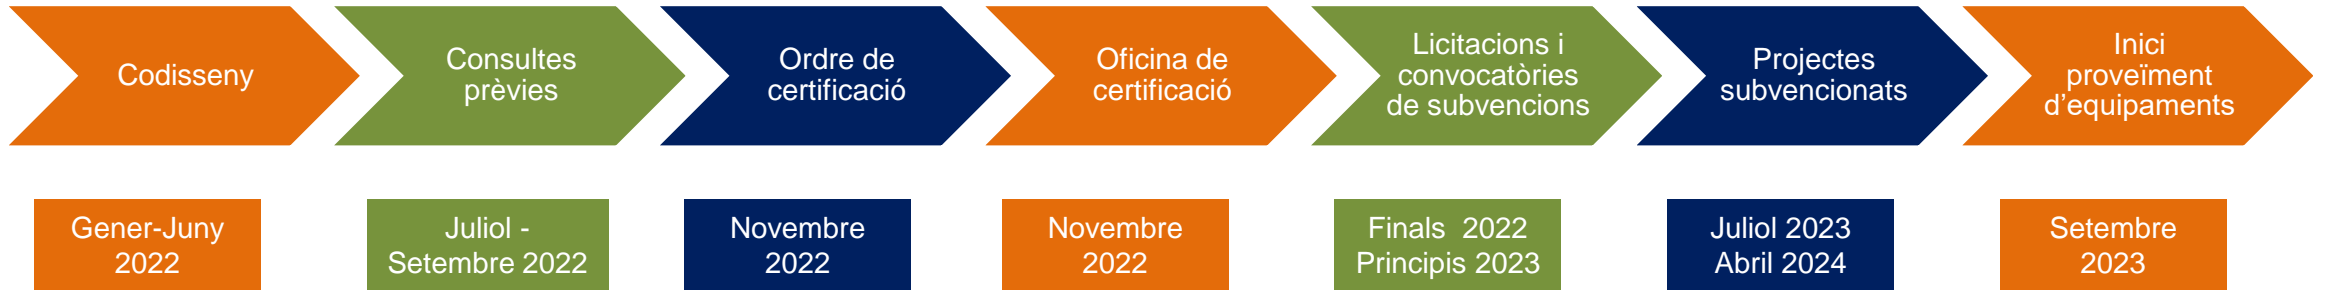 Codisseny
Consultes
prèvies
Ordre de
certificació
Oficina de
certificació
Licitacions i
convocatòries
de subvencions
Projectes
subvencionats
Inici
proveïment
d’equipaments
Gener-Juny
2022
Juliol -
Setembre 2022
Novembre
2022
Novembre
2022
Finals  2022
Principis 2023
Juliol 2023
Abril 2024
Setembre
2023